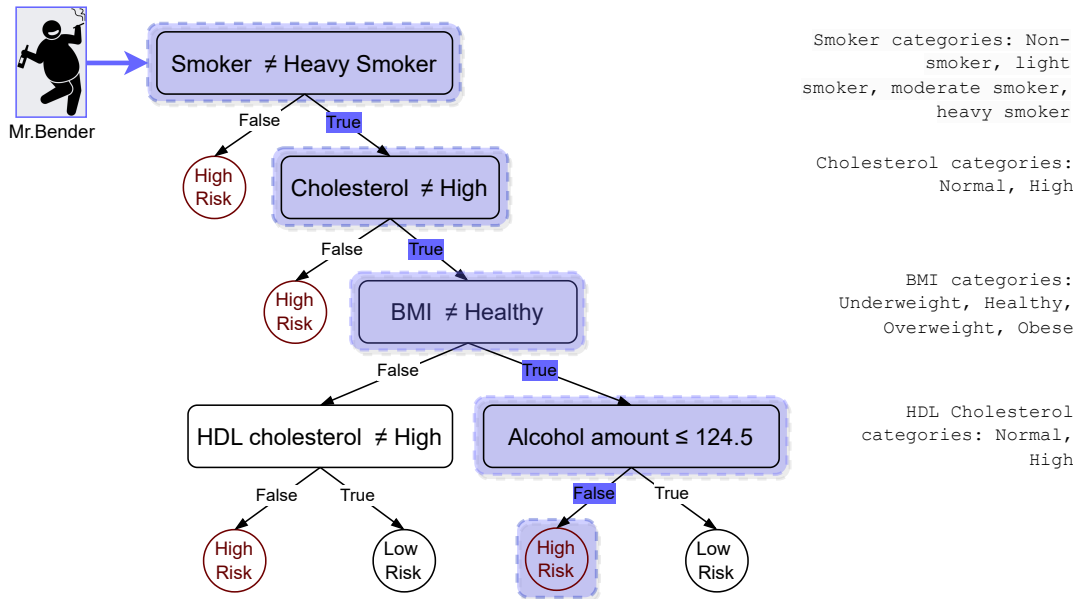 Smoker ≠ Heavy Smoker
Mr.Bender
False
True
High
Risk
Cholesterol ≠ High
False
True
High
Risk
BMI ≠ Healthy
False
True
HDL cholesterol ≠ High
Alcohol amount ≤ 124.5
False
True
False
True
High
Risk
Low
Risk
High
Risk
Low
Risk
Smoker categories: Non-
smoker, light
smoker, moderate smoker,
heavy smoker
Cholesterol categories:
Normal, High
BMI categories:
Underweight, Healthy,
Overweight, Obese
HDL Cholesterol
categories: Normal,
High